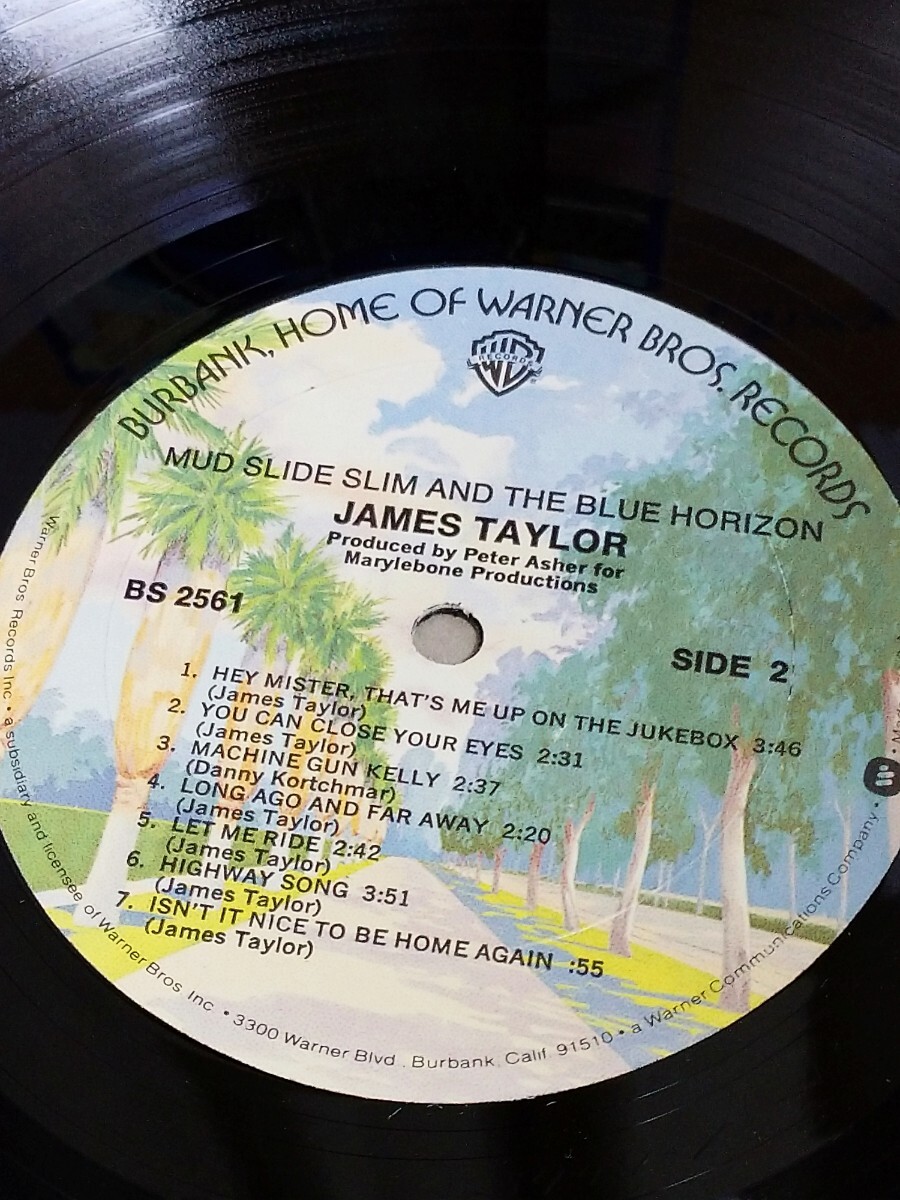 BURBANK, HOME OF WARNER BROS. RECORDS
W
RECORDS
MUD SLIDE SLIM AND THE BLUE HORIZON
JAMES TAYLOR
Produced by Peter Asher for
Marylebone Productions
BS 2561
SIDE 2
1. HEY MISTER, THAT'S ME UP ON THE JUKEBOX 3:46
(James Taylor)
2. YOU CAN CLOSE YOUR EYES 2:31
(James Taylor)
3. MACHINE GUN KELLY 2:37
(Danny Kortchmar)
4. LONG AGO AND FAR AWAY 2:20
(James Taylor)
5. LET ME RIDE 2:42
(James Taylor)
6. HIGHWAY SONG 3:51
(James Taylor)
7. ISN'T IT NICE TO BE HOME AGAIN :55
(James Taylor)
Warner Bros. Records Inc • a subsidiary and licensee of Warner Bros Inc • 3300 Warner Blvd . Burbank, Calif. 91510 • a Warner Communications Company •